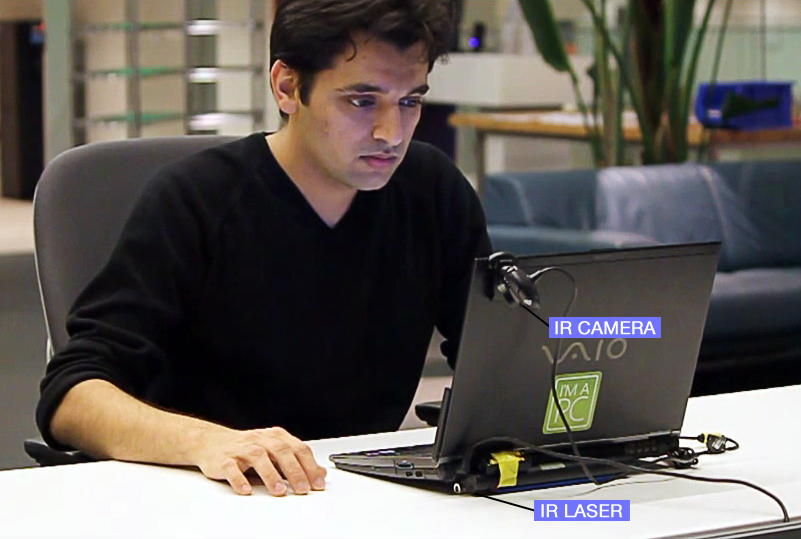 IR CAMERA
VAIO
I'M A
PC
IR LASER